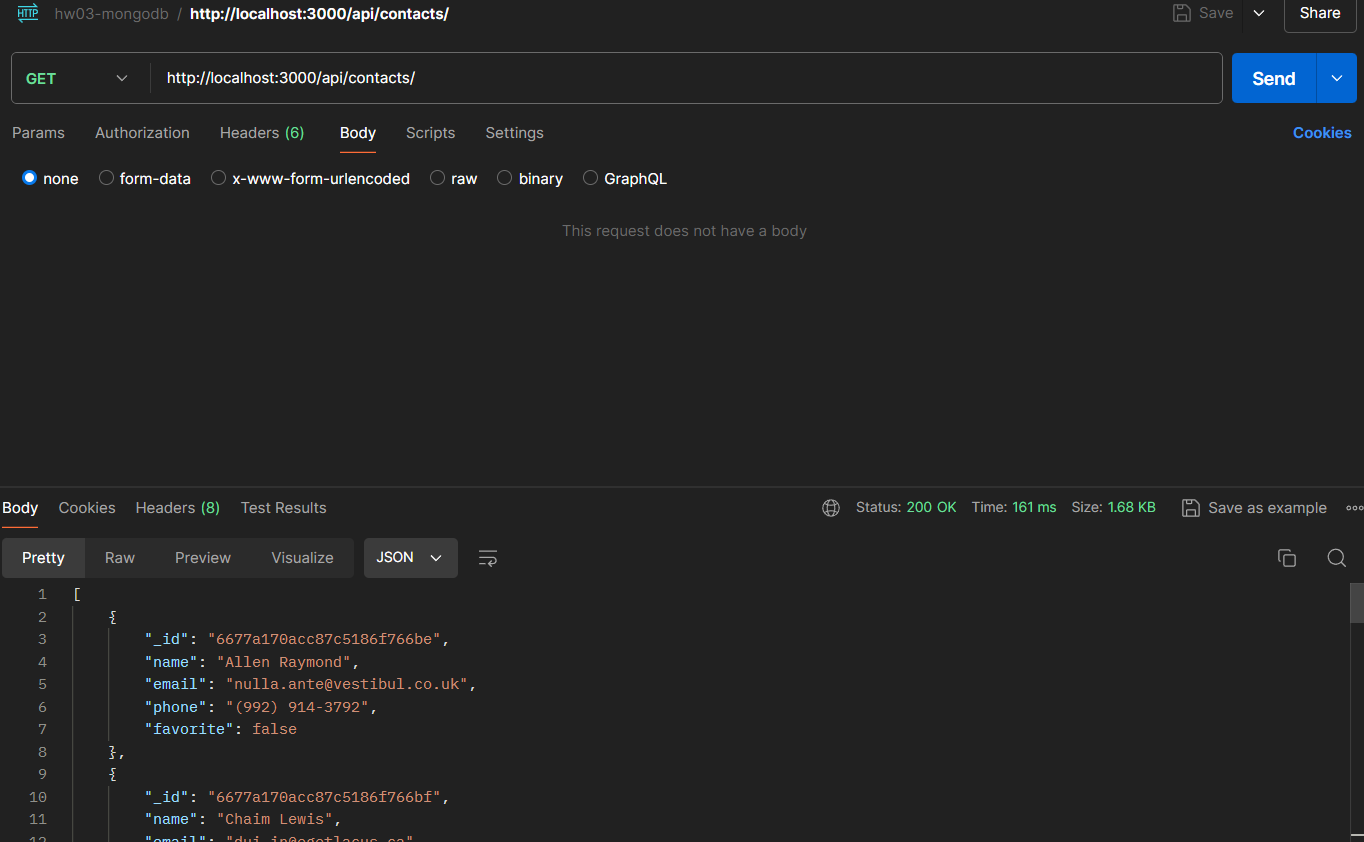 HTTP hw03-mongodb / http://localhost:3000/api/contacts/ Save Share
GET http://localhost:3000/api/contacts/ Send
Params Authorization Headers (6) Body Scripts Settings Cookies
none form-data x-www-form-urlencoded raw binary GraphQL
This request does not have a body
Body Cookies Headers (8) Test Results Status: 200 OK Time: 161 ms Size: 1.68 KB Save as example
Pretty Raw Preview Visualize JSON
1 [
2 {
3 "_id": "6677a170acc87c5186f766be",
4 "name": "Allen Raymond",
5 "email": "nulla.ante@vestibul.co.uk",
6 "phone": "(992) 914-3792",
7 "favorite": false
8 },
9 {
10 "_id": "6677a170acc87c5186f766bf",
11 "name": "Chaim Lewis",
12 "email":